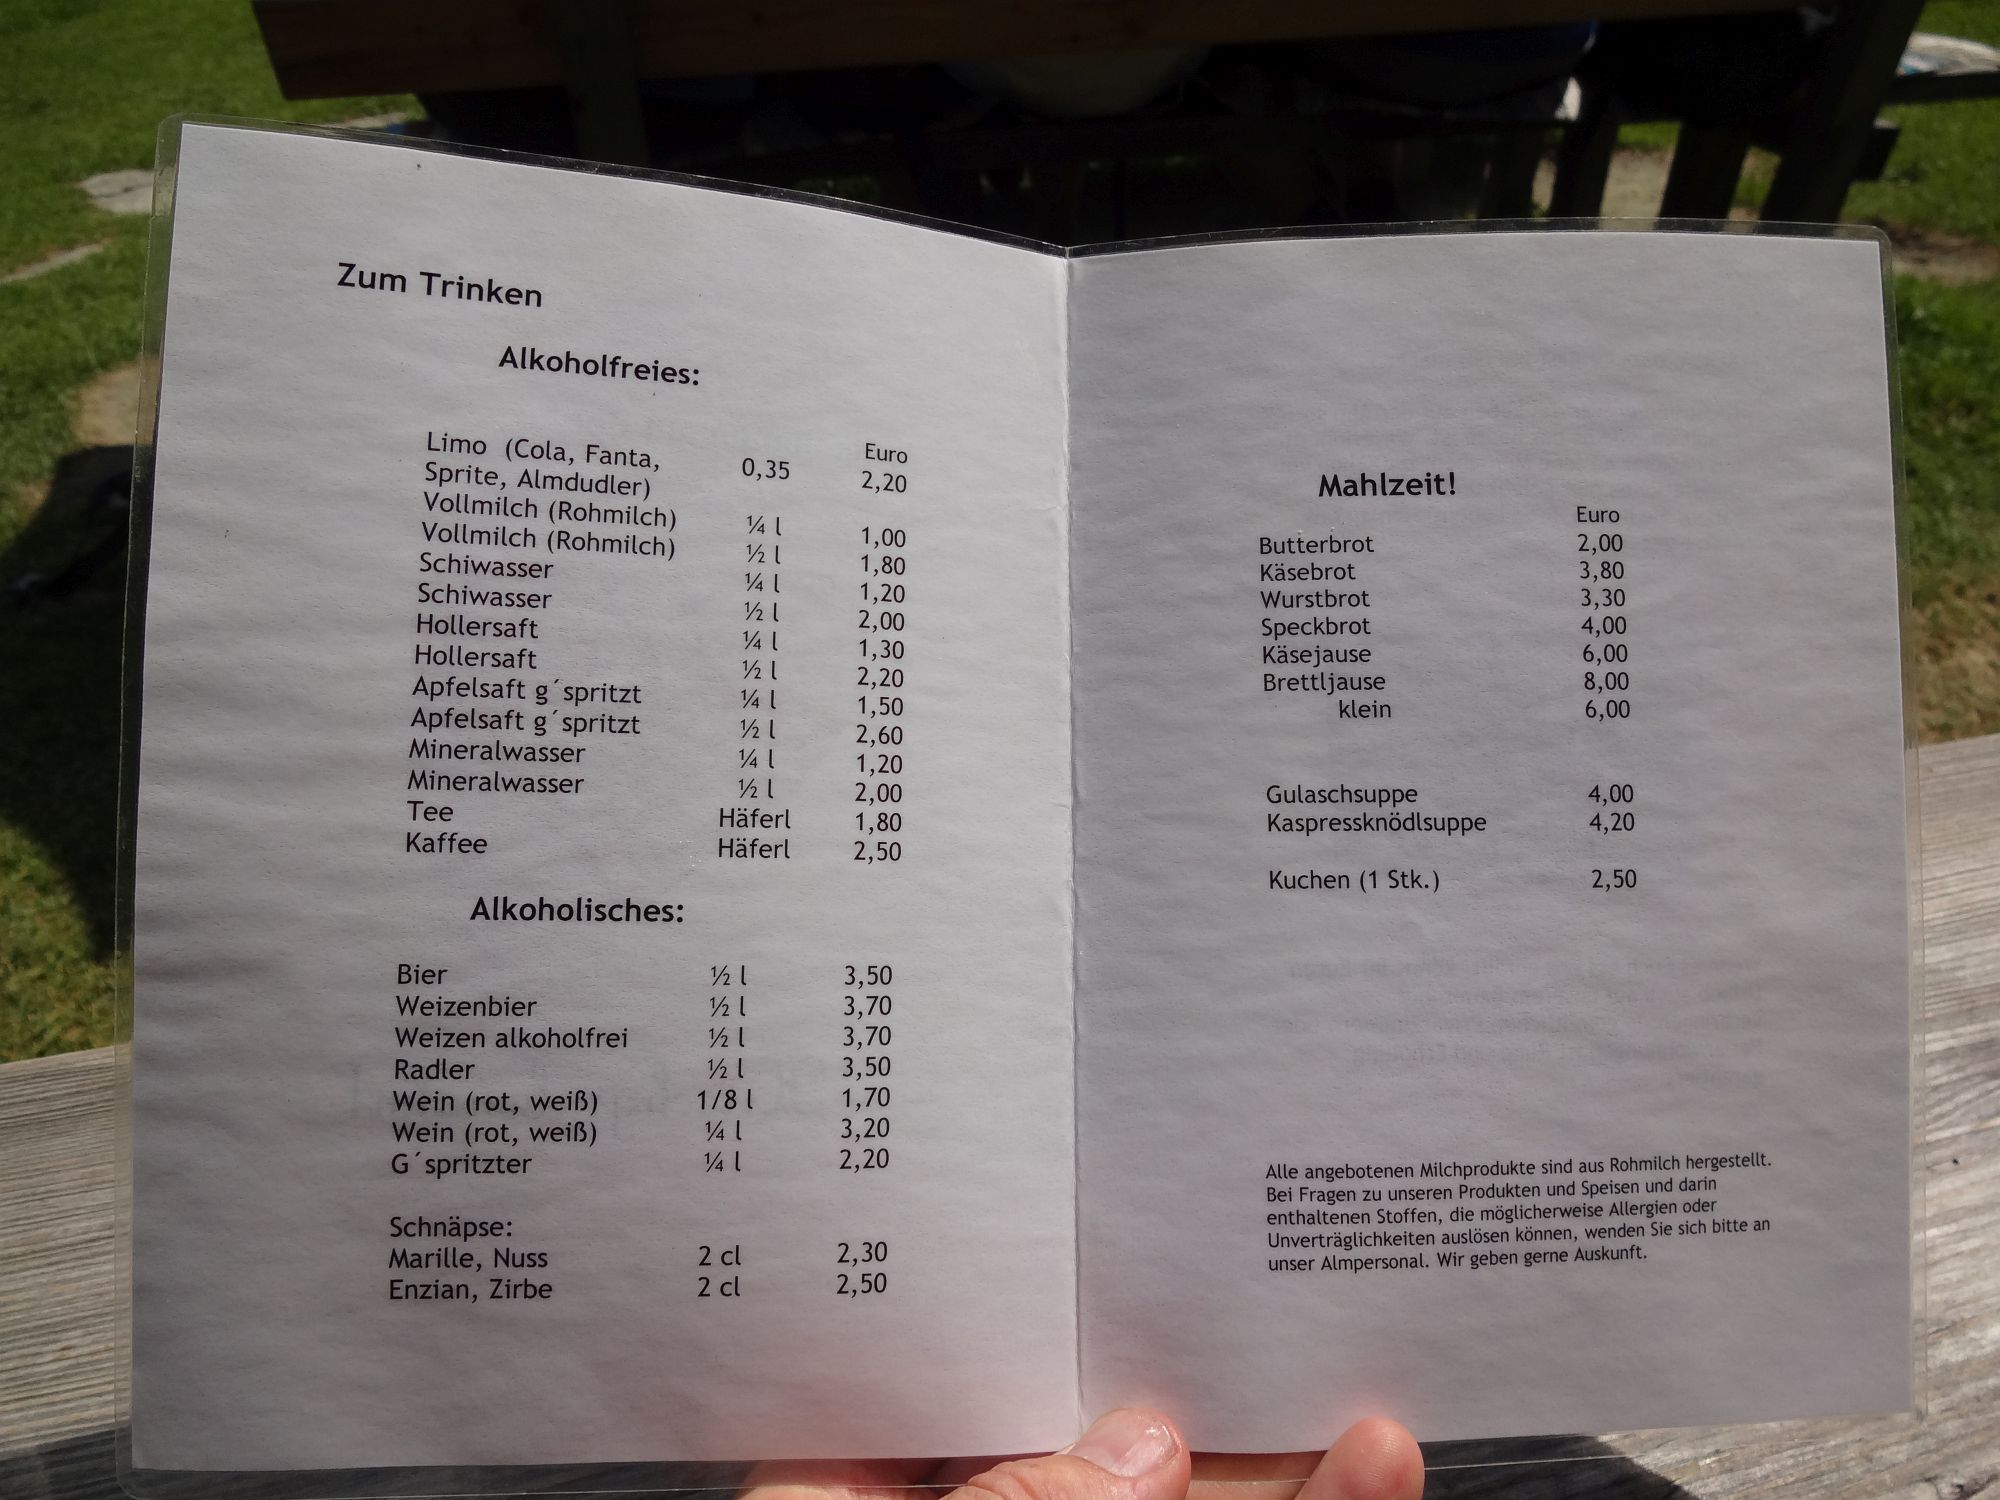 Zum Trinken
Alkoholfreies:
Euro
Limo (Cola, Fanta,
Sprite, Almdudler) 0,35 2,20
Vollmilch (Rohmilch) ¼ l 1,00
Vollmilch (Rohmilch) ½ l 1,80
Schiwasser ¼ l 1,20
Schiwasser ½ l 2,00
Hollersaft ¼ l 1,30
Hollersaft ½ l 2,20
Apfelsaft g´spritzt ¼ l 1,50
Apfelsaft g´spritzt ½ l 2,60
Mineralwasser ¼ l 1,20
Mineralwasser ½ l 2,00
Tee Häferl 1,80
Kaffee Häferl 2,50
Alkoholisches:
Bier ½ l 3,50
Weizenbier ½ l 3,70
Weizen alkoholfrei ½ l 3,70
Radler ½ l 3,50
Wein (rot, weiß) 1/8 l 1,70
Wein (rot, weiß) ¼ l 3,20
G´spritzter ¼ l 2,20
Schnäpse:
Marille, Nuss 2 cl 2,30
Enzian, Zirbe 2 cl 2,50
Mahlzeit!
Euro
Butterbrot 2,00
Käsebrot 3,80
Wurstbrot 3,30
Speckbrot 4,00
Käsejause 6,00
Brettljause 8,00
klein 6,00
Gulaschsuppe 4,00
Kaspressknödlsuppe 4,20
Kuchen (1 Stk.) 2,50
Alle angebotenen Milchprodukte sind aus Rohmilch hergestellt.
Bei Fragen zu unseren Produkten und Speisen und darin
enthaltenen Stoffen, die möglicherweise Allergien oder
Unverträglichkeiten auslösen können, wenden Sie sich bitte an
unser Almpersonal. Wir geben gerne Auskunft.